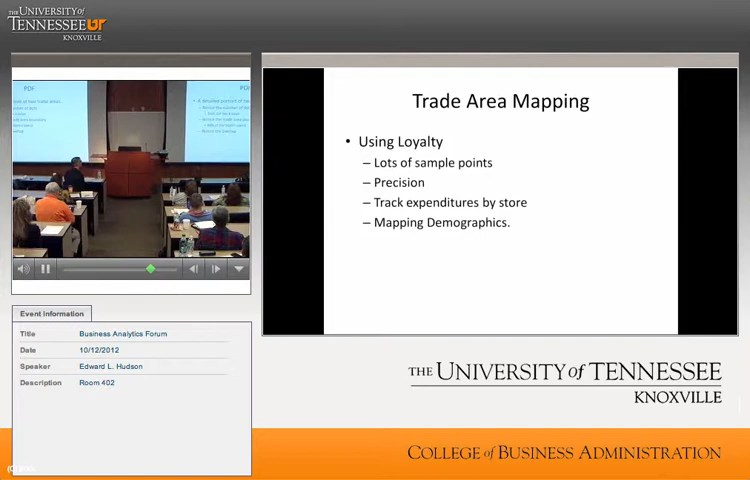 THE UNIVERSITY of
TENNESSEE UT
KNOXVILLE
PDF
PDF
Trade Area Mapping
• Using Loyalty
– Lots of sample points
– Precision
– Track expenditures by store
– Mapping Demographics.
Event Information
Title Business Analytics Forum
Date 10/12/2012
Speaker Edward L. Hudson
Description Room 402
THE UNIVERSITY of TENNESSEE
KNOXVILLE
COLLEGE of BUSINESS ADMINISTRATION